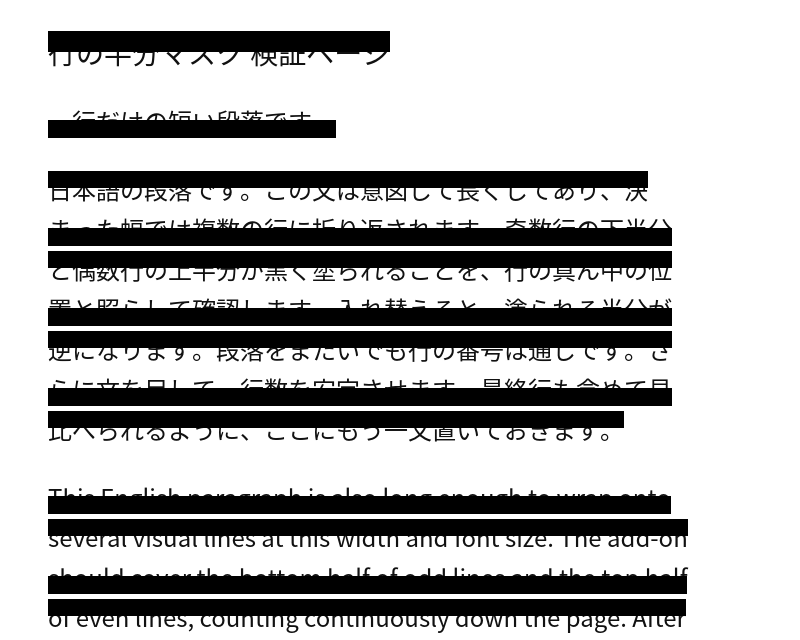 行の半分マスク 検証ページ
一行だけの短い段落です。
日本語の段落です。この文は意図して長くしてあり、決
まった幅では複数の行に折り返されます。奇数行の下半分
と偶数行の上半分が黒く塗られることを、行の真ん中の位
置と照らして確認します。入れ替えると、塗られる半分が
逆になります。段落をまたいでも行の番号は通しです。さ
らに文を足して、行数を安定させます。最終行も含めて見
比べられるように、ここにもう一文置いておきます。
This English paragraph is also long enough to wrap onto
several visual lines at this width and font size. The add-on
should cover the bottom half of odd lines and the top half
of even lines, counting continuously down the page. After